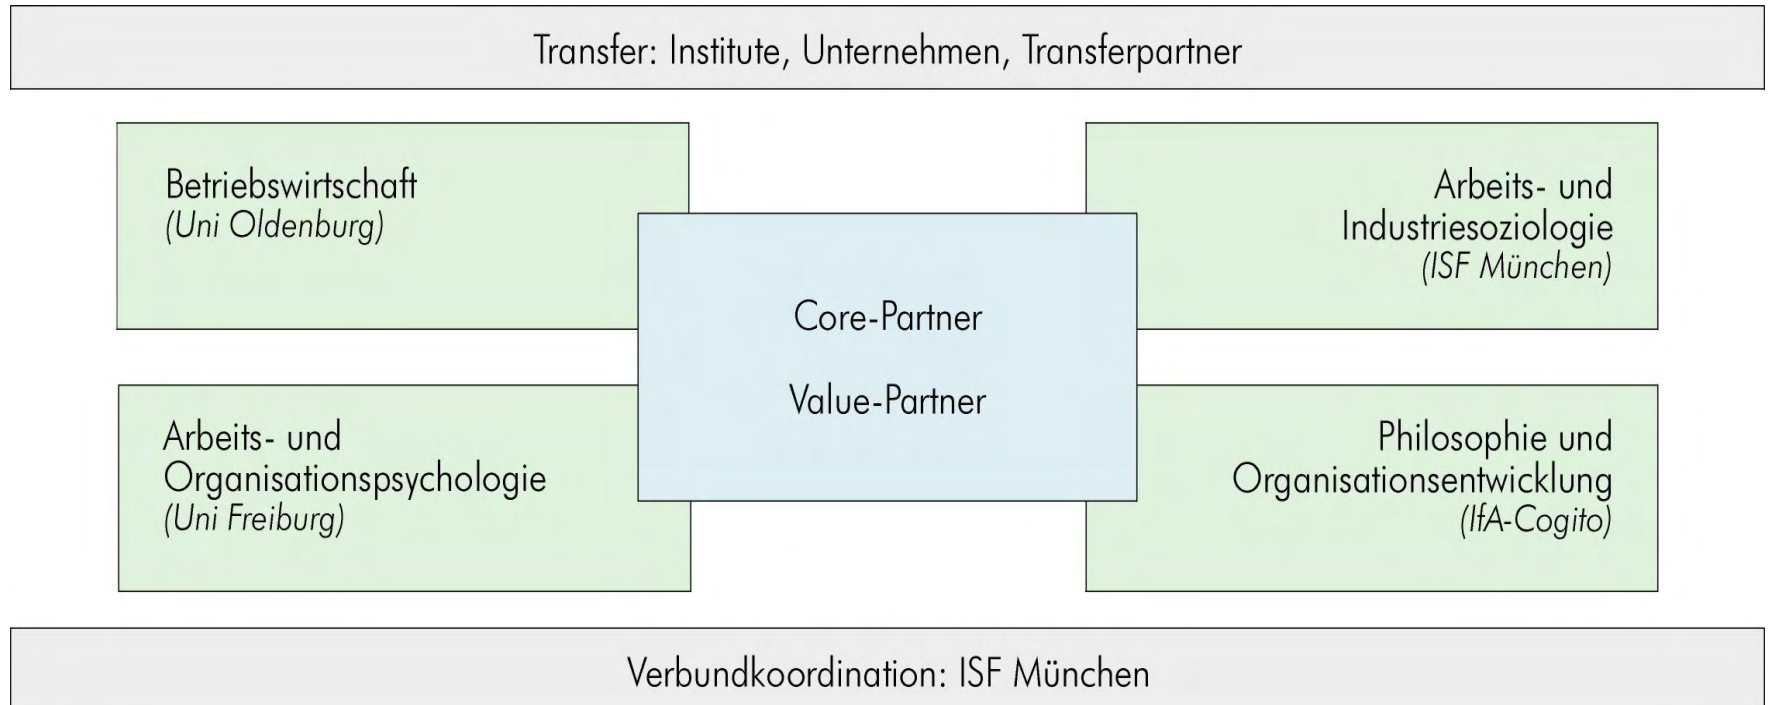 Transfer: Institute, Unternehmen, Transferpartner
Betriebswirtschaft
(Uni Oldenburg)
Arbeits- und
Industriesoziologie
(ISF München)
Core-Partner
Value-Partner
Arbeits- und
Organisationspsychologie
(Uni Freiburg)
Philosophie und
Organisationsentwicklung
(IfA-Cogito)
Verbundkoordination: ISF München